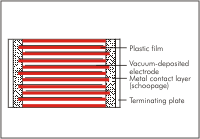 Plastic film
Vacuum-deposited
electrode
Metal contact layer
(schoopage)
Terminating plate